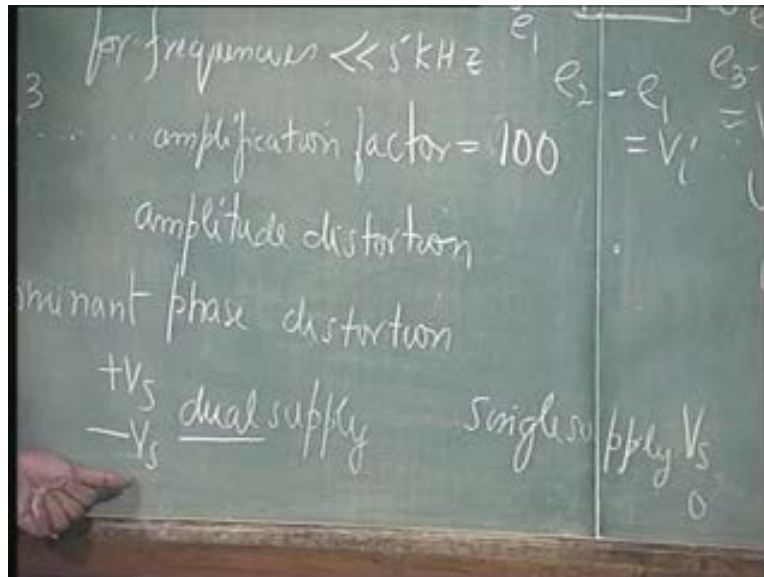 for frequencies << 5 kHz
e1
e2 - e1
= Vi
e3-
3
..... amplification factor = 100
amplitude distortion
minant phase distortion
+Vs
-Vs
dual supply
single supply Vs
0